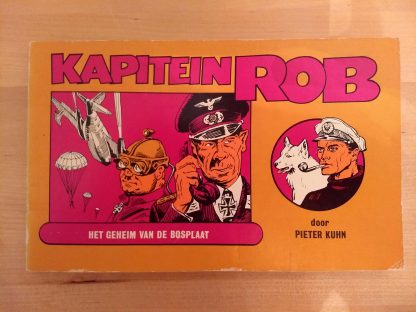 KAPITEIN ROB
HET GEHEIM VAN DE BOSPLAAT
door
PIETER KUHN